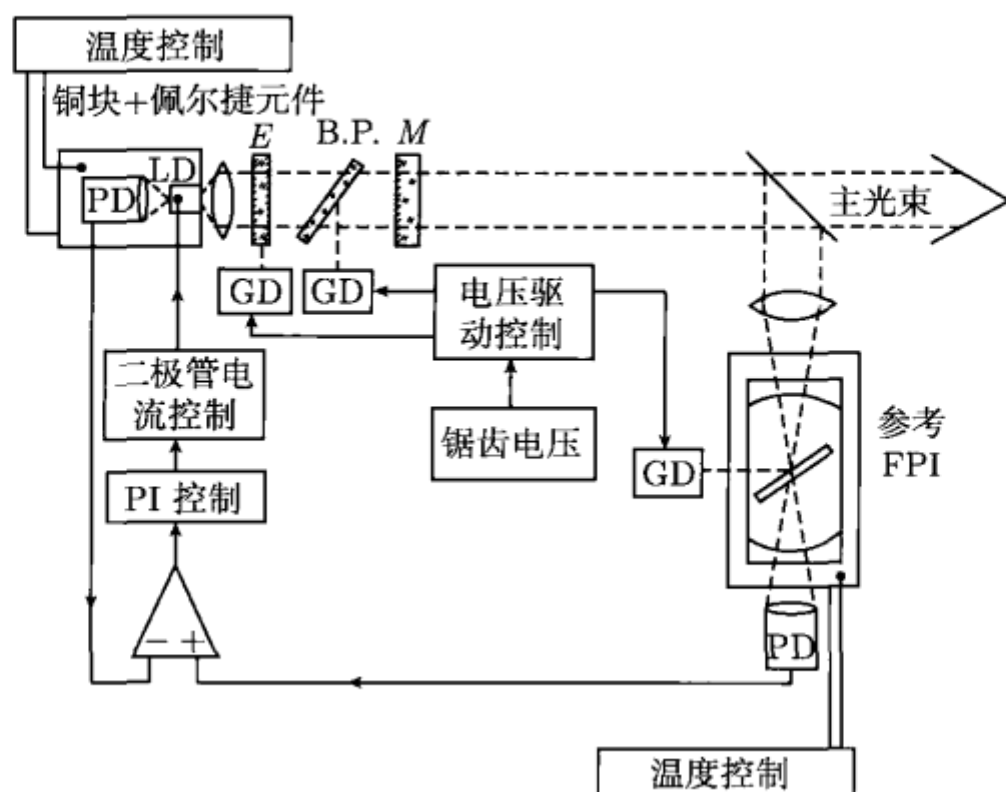 温度控制
铜块+佩尔捷元件
E
B.P.
M
LD
PD
主光束
GD
GD
电压驱
动控制
二极管电
流控制
锯齿电压
参考
FPI
GD
PI 控制
− +
PD
温度控制